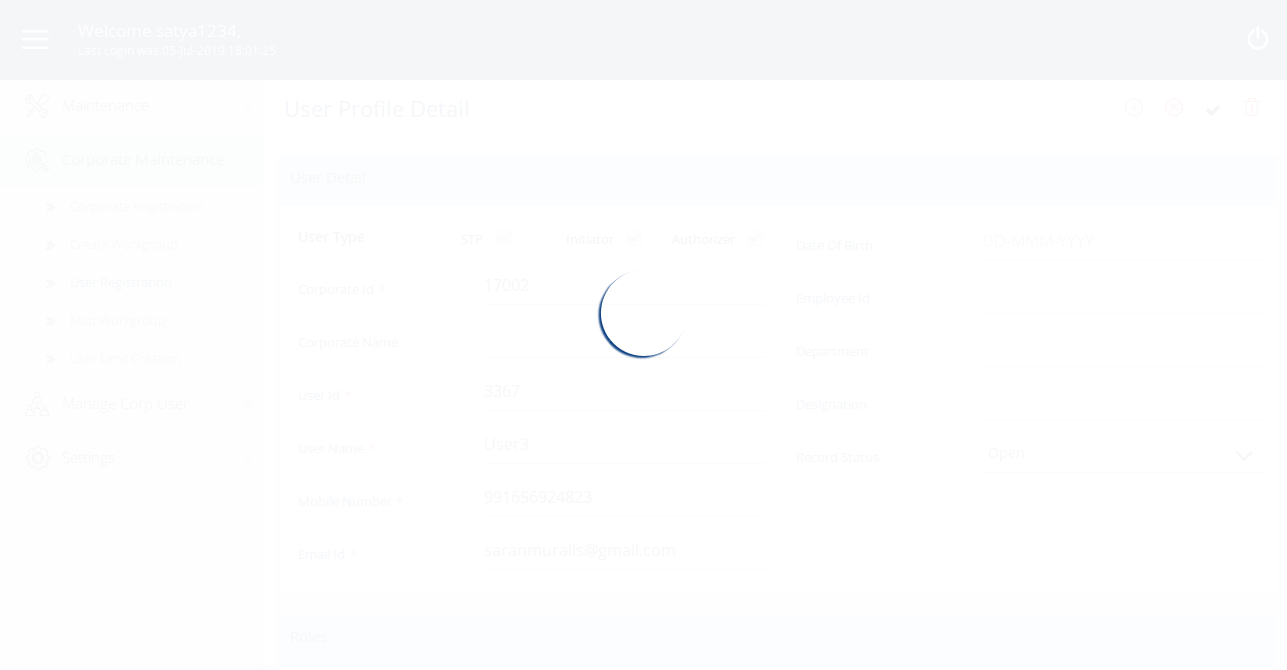 Welcome satya1234,
Last Login was 05-Jul-2019 18:01:25
Maintenance
Corporate Maintenance
Corporate Registration
Create Workgroup
User Registration
Map Workgroup
User Limit Creation
Manage Corp User
Settings
User Profile Detail
User Detail
User Type
STP
Initiator
Authorizer
Corporate Id *
17002
Corporate Name
User Id *
3367
User Name *
User3
Mobile Number *
991656924823
Email Id *
saranmuralis@gmail.com
Date Of Birth
DD-MMM-YYYY
Employee Id
Department
Designation
Record Status
Open
Roles